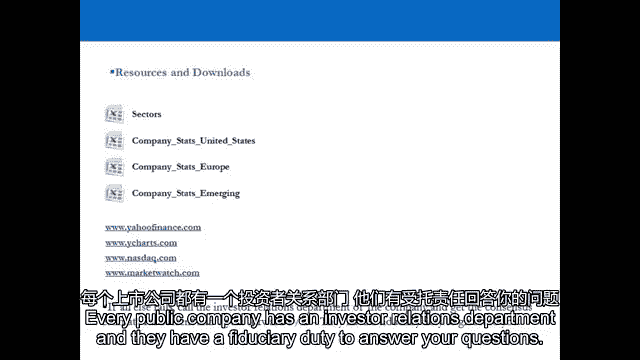 Resources and Downloads
Sectors
Company_Stats_United_States
Company_Stats_Europe
Company_Stats_Emerging
www.yahoofinance.com
www.ycharts.com
www.nasdaq.com
www.marketwatch.com
每个上市公司都有一个投资者关系部门 他们有受托责任回答你的问题
Every public company has an investor relations department
and they have a fiduciary duty to answer your questions.